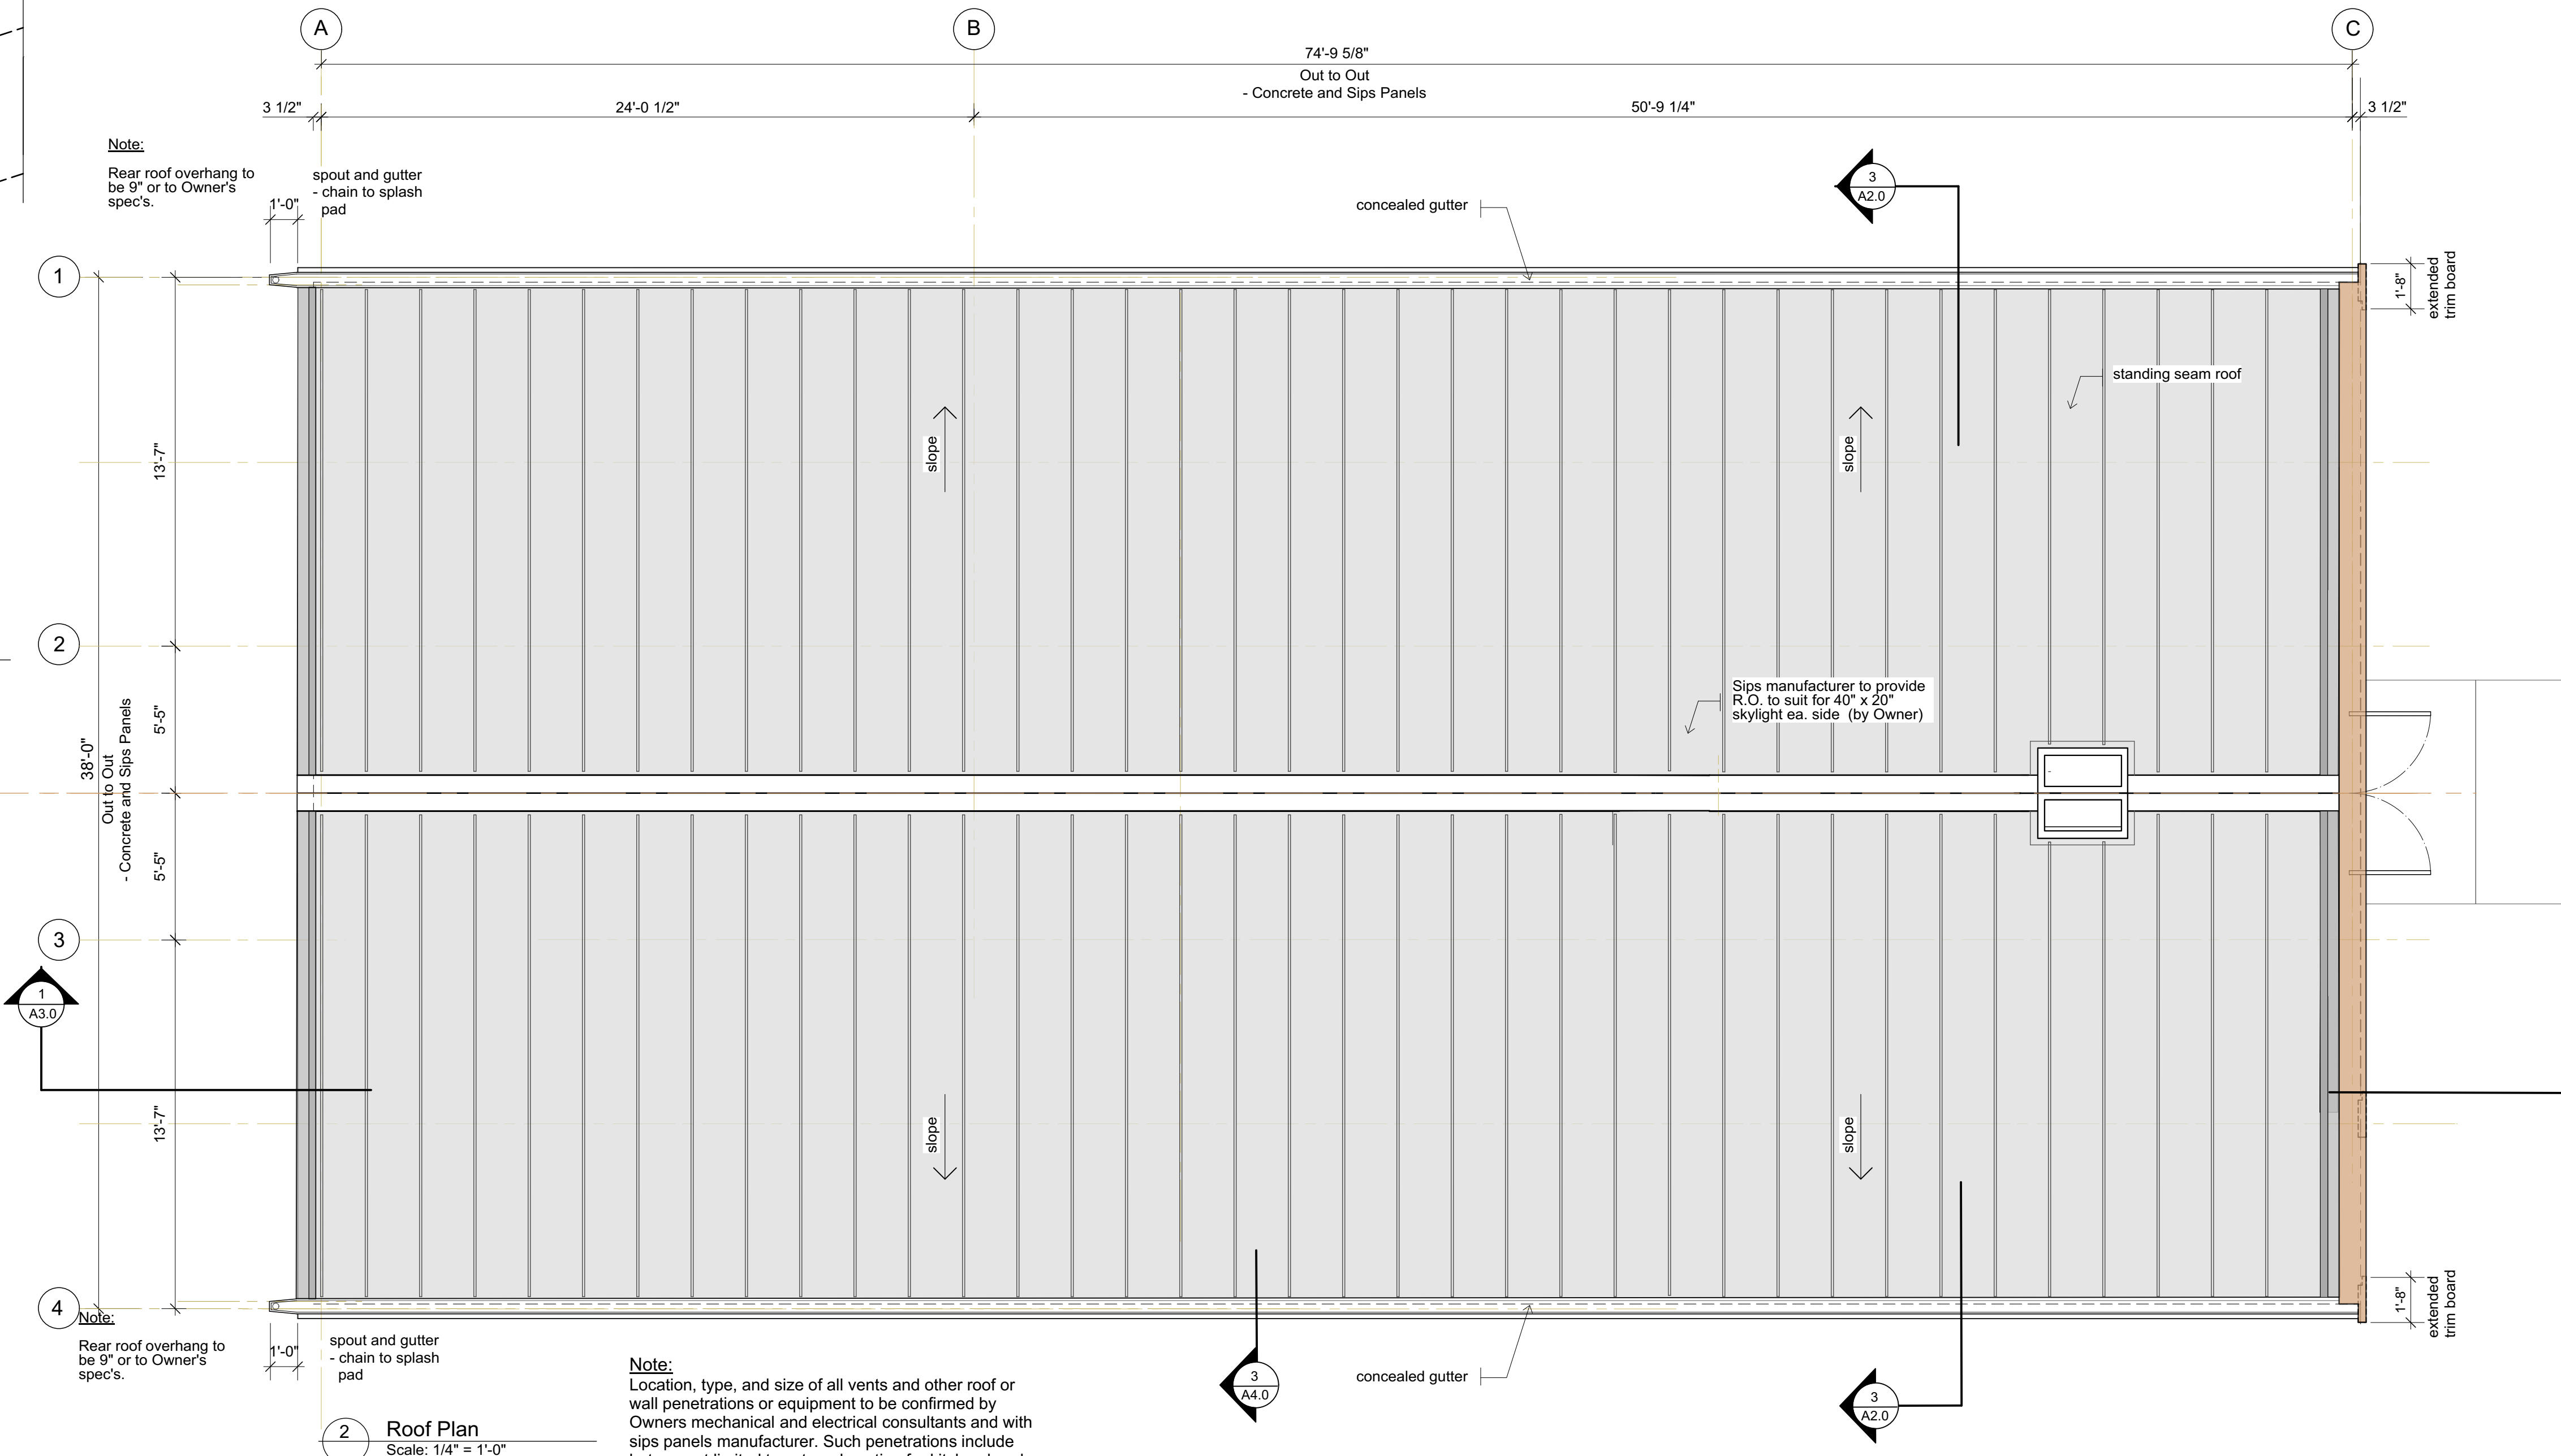 A
B
C
74'-9 5/8"
Out to Out
- Concrete and Sips Panels
3 1/2"
24'-0 1/2"
50'-9 1/4"
3 1/2"
Note:
Rear roof overhang to
be 9" or to Owner's
spec's.
1'-0"
spout and gutter
- chain to splash
pad
concealed gutter
3
A2.0
1
1'-8"
extended
trim board
standing seam roof
13'-7"
slope
slope
2
Sips manufacturer to provide
R.O. to suit for 40" x 20"
skylight ea. side (by Owner)
5'-5"
38'-0"
Out to Out
- Concrete and Sips Panels
5'-5"
3
1
A3.0
13'-7"
slope
slope
4
Note:
Rear roof overhang to
be 9" or to Owner's
spec's.
1'-0"
spout and gutter
- chain to splash
pad
1'-8"
extended
trim board
concealed gutter
3
A4.0
3
A2.0
2
Roof Plan
Scale: 1/4" = 1'-0"
Note:
Location, type, and size of all vents and other roof or
wall penetrations or equipment to be confirmed by
Owners mechanical and electrical consultants and with
sips panels manufacturer. Such penetrations include